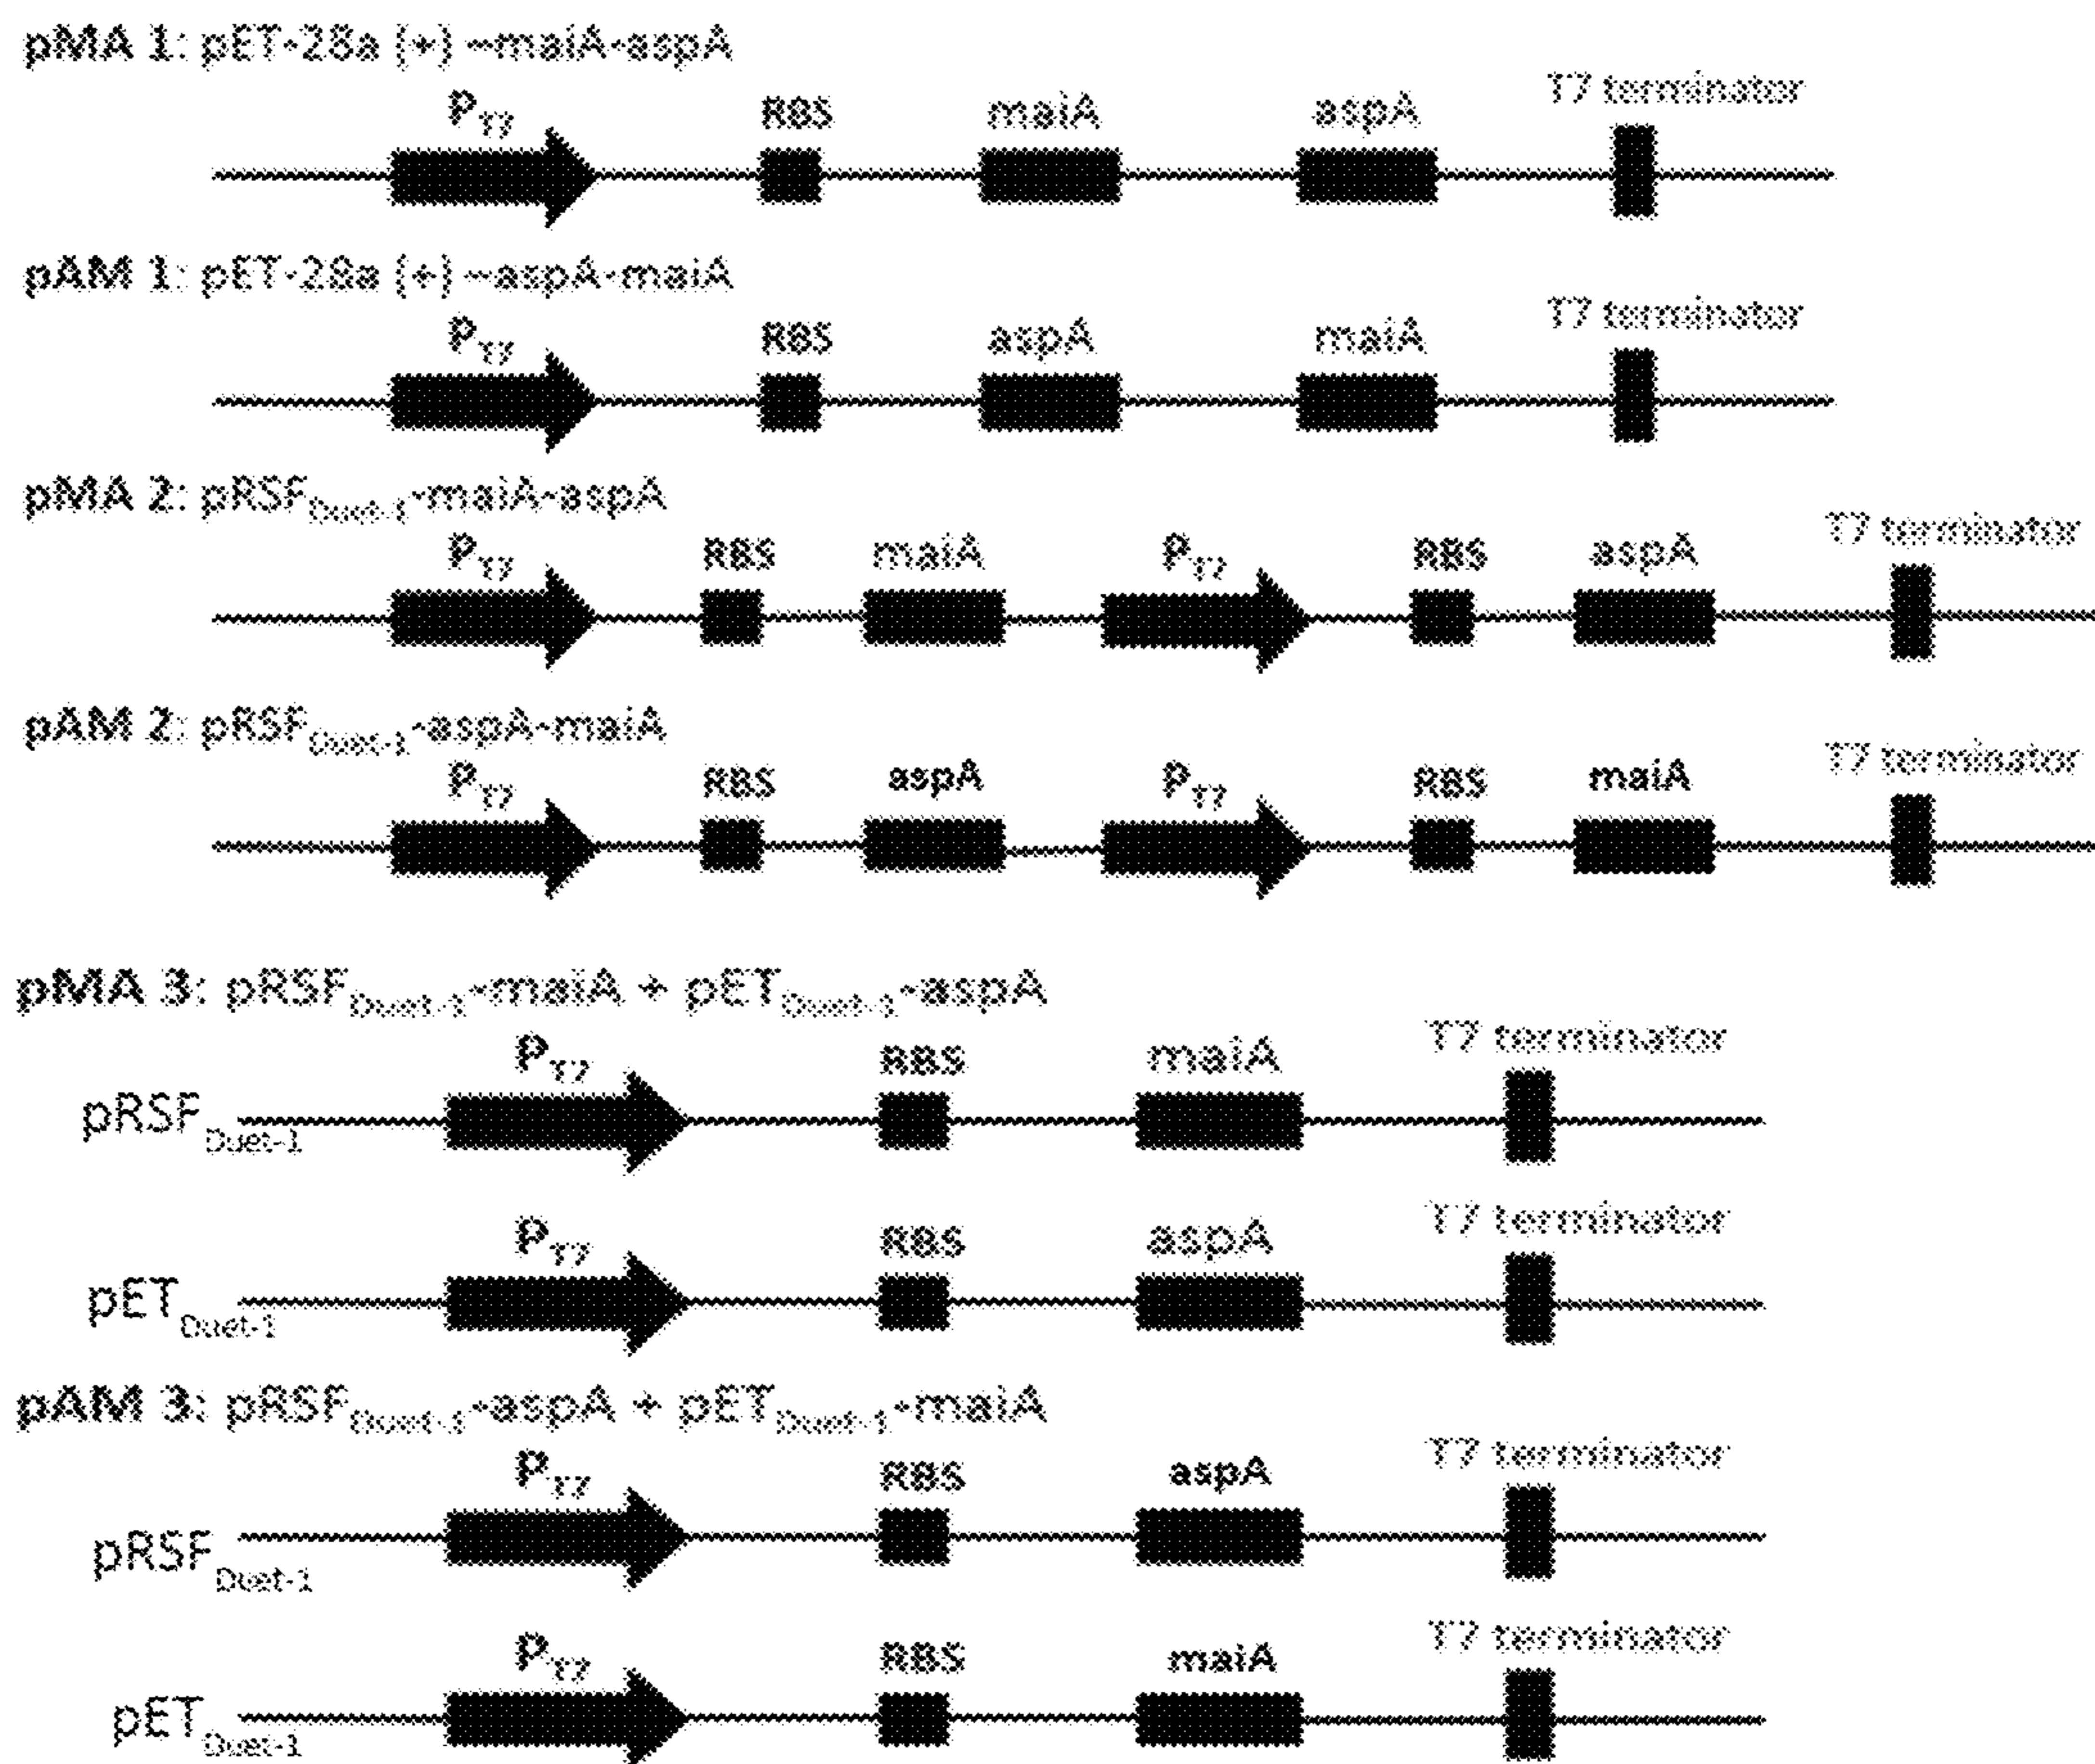 pMA 1: pET-28a (+) –maiA-aspA
T7 terminator
PT7 RBS maiA aspA
pAM 1: pET-28a (+) –aspA-maiA
T7 terminator
PT7 RBS aspA maiA
pMA 2: pRSFDuet-1-maiA-aspA
T7 terminator
PT7 RBS maiA PT7 RBS aspA
pAM 2: pRSFDuet-1-aspA-maiA
T7 terminator
PT7 RBS aspA PT7 RBS maiA
pMA 3: pRSFDuet-1-maiA + pETDuet-1-aspA
PT7 RBS maiA T7 terminator
pRSFDuet-1
PT7 RBS aspA T7 terminator
pETDuet-1
pAM 3: pRSFDuet-1-aspA + pETDuet-1-maiA
PT7 RBS aspA T7 terminator
pRSFDuet-1
PT7 RBS maiA T7 terminator
pETDuet-1